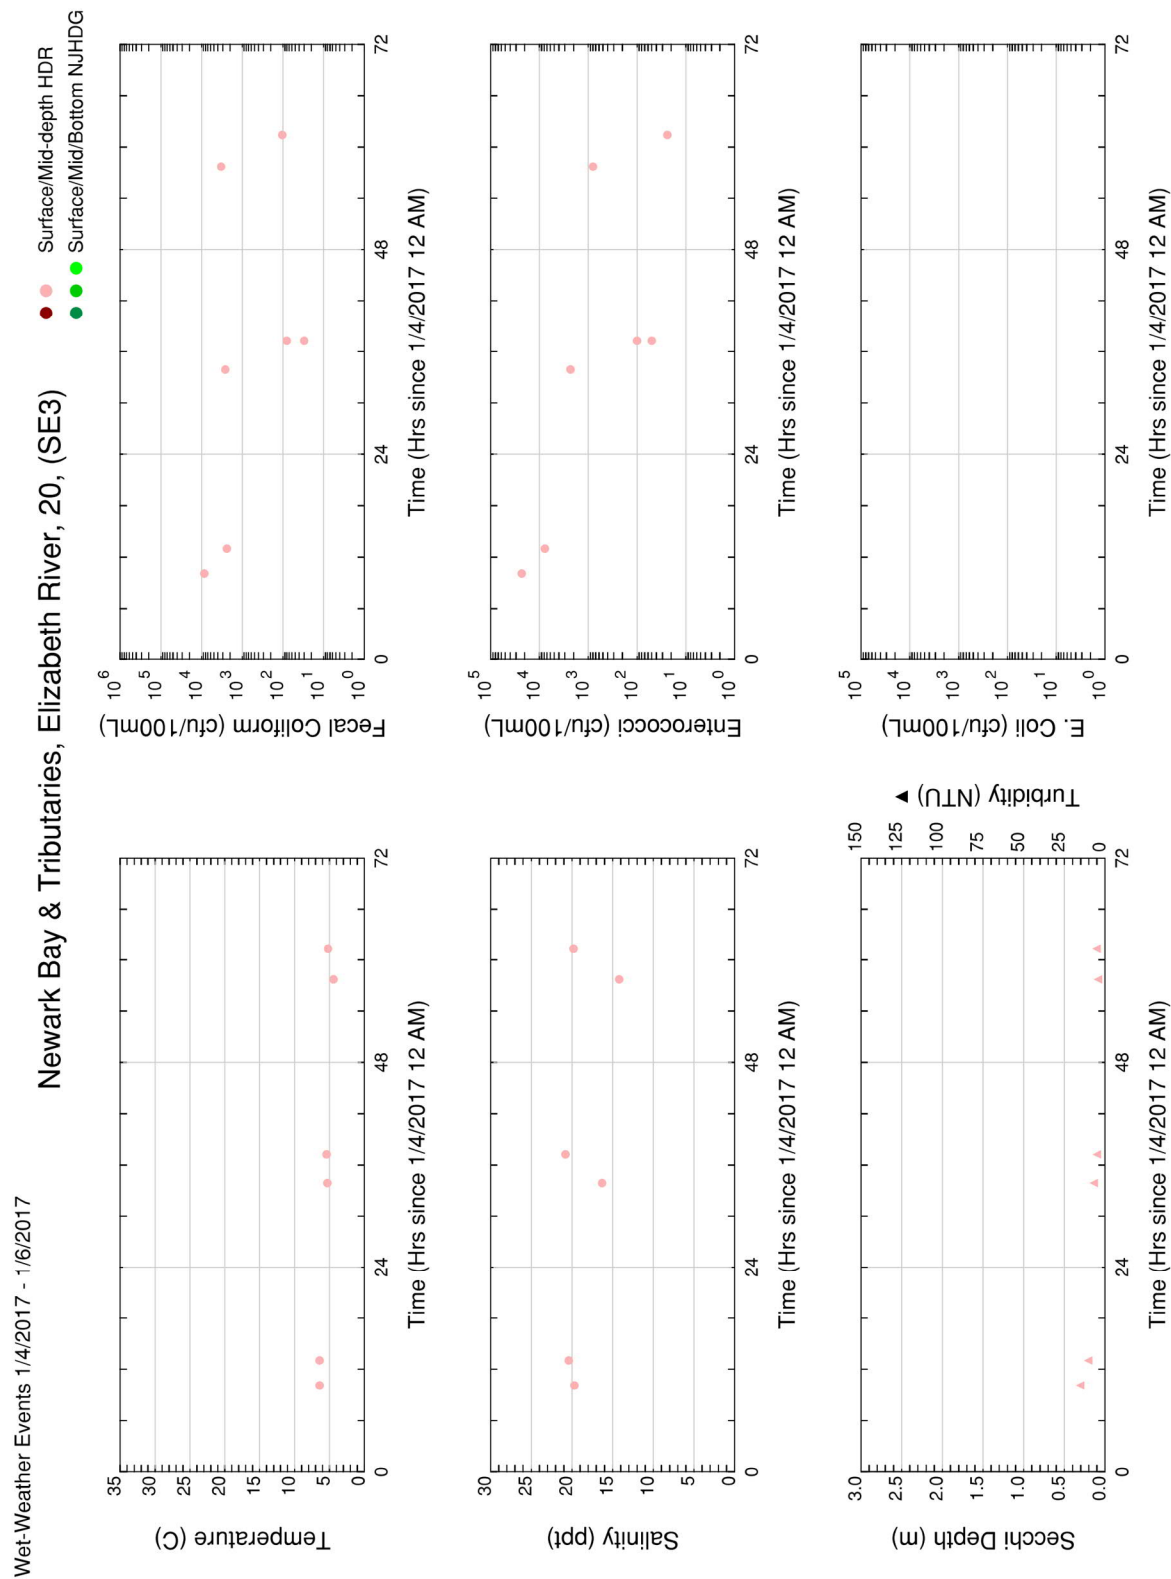 Wet-Weather Events 1/4/2017 - 1/6/2017
Newark Bay & Tributaries, Elizabeth River, 20, (SE3)
Surface/Mid-depth HDR
Surface/Mid/Bottom NJHDG
Temperature (C)
35
30
25
20
15
10
5
0
0 24 48 72
Time (Hrs since 1/4/2017 12 AM)
Fecal Coliform (cfu/100mL)
10 6
10 5
10 4
10 3
10 2
10 1
10 0
0 24 48 72
Time (Hrs since 1/4/2017 12 AM)
Salinity (ppt)
30
25
20
15
10
5
0
0 24 48 72
Time (Hrs since 1/4/2017 12 AM)
Enterococci (cfu/100mL)
10 5
10 4
10 3
10 2
10 1
10 0
0 24 48 72
Time (Hrs since 1/4/2017 12 AM)
Secchi Depth (m)
3.0
2.5
2.0
1.5
1.0
0.5
0.0
0 24 48 72
Time (Hrs since 1/4/2017 12 AM)
150
125
100
75
50
25
0
Turbidity (NTU) ▲
E. Coli (cfu/100mL)
10 5
10 4
10 3
10 2
10 1
10 0
0 24 48 72
Time (Hrs since 1/4/2017 12 AM)